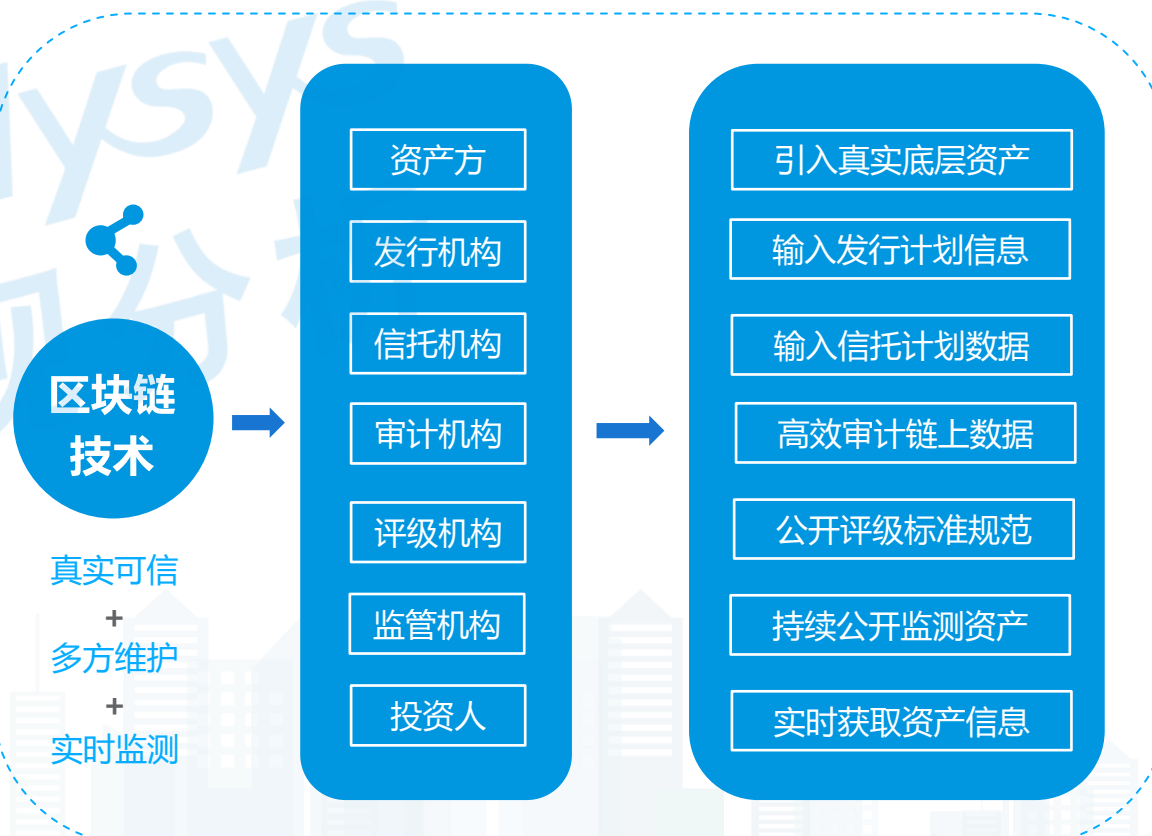 区块链
技术
真实可信
+
多方维护
+
实时监测
资产方
发行机构
信托机构
审计机构
评级机构
监管机构
投资人
引入真实底层资产
输入发行计划信息
输入信托计划数据
高效审计链上数据
公开评级标准规范
持续公开监测资产
实时获取资产信息